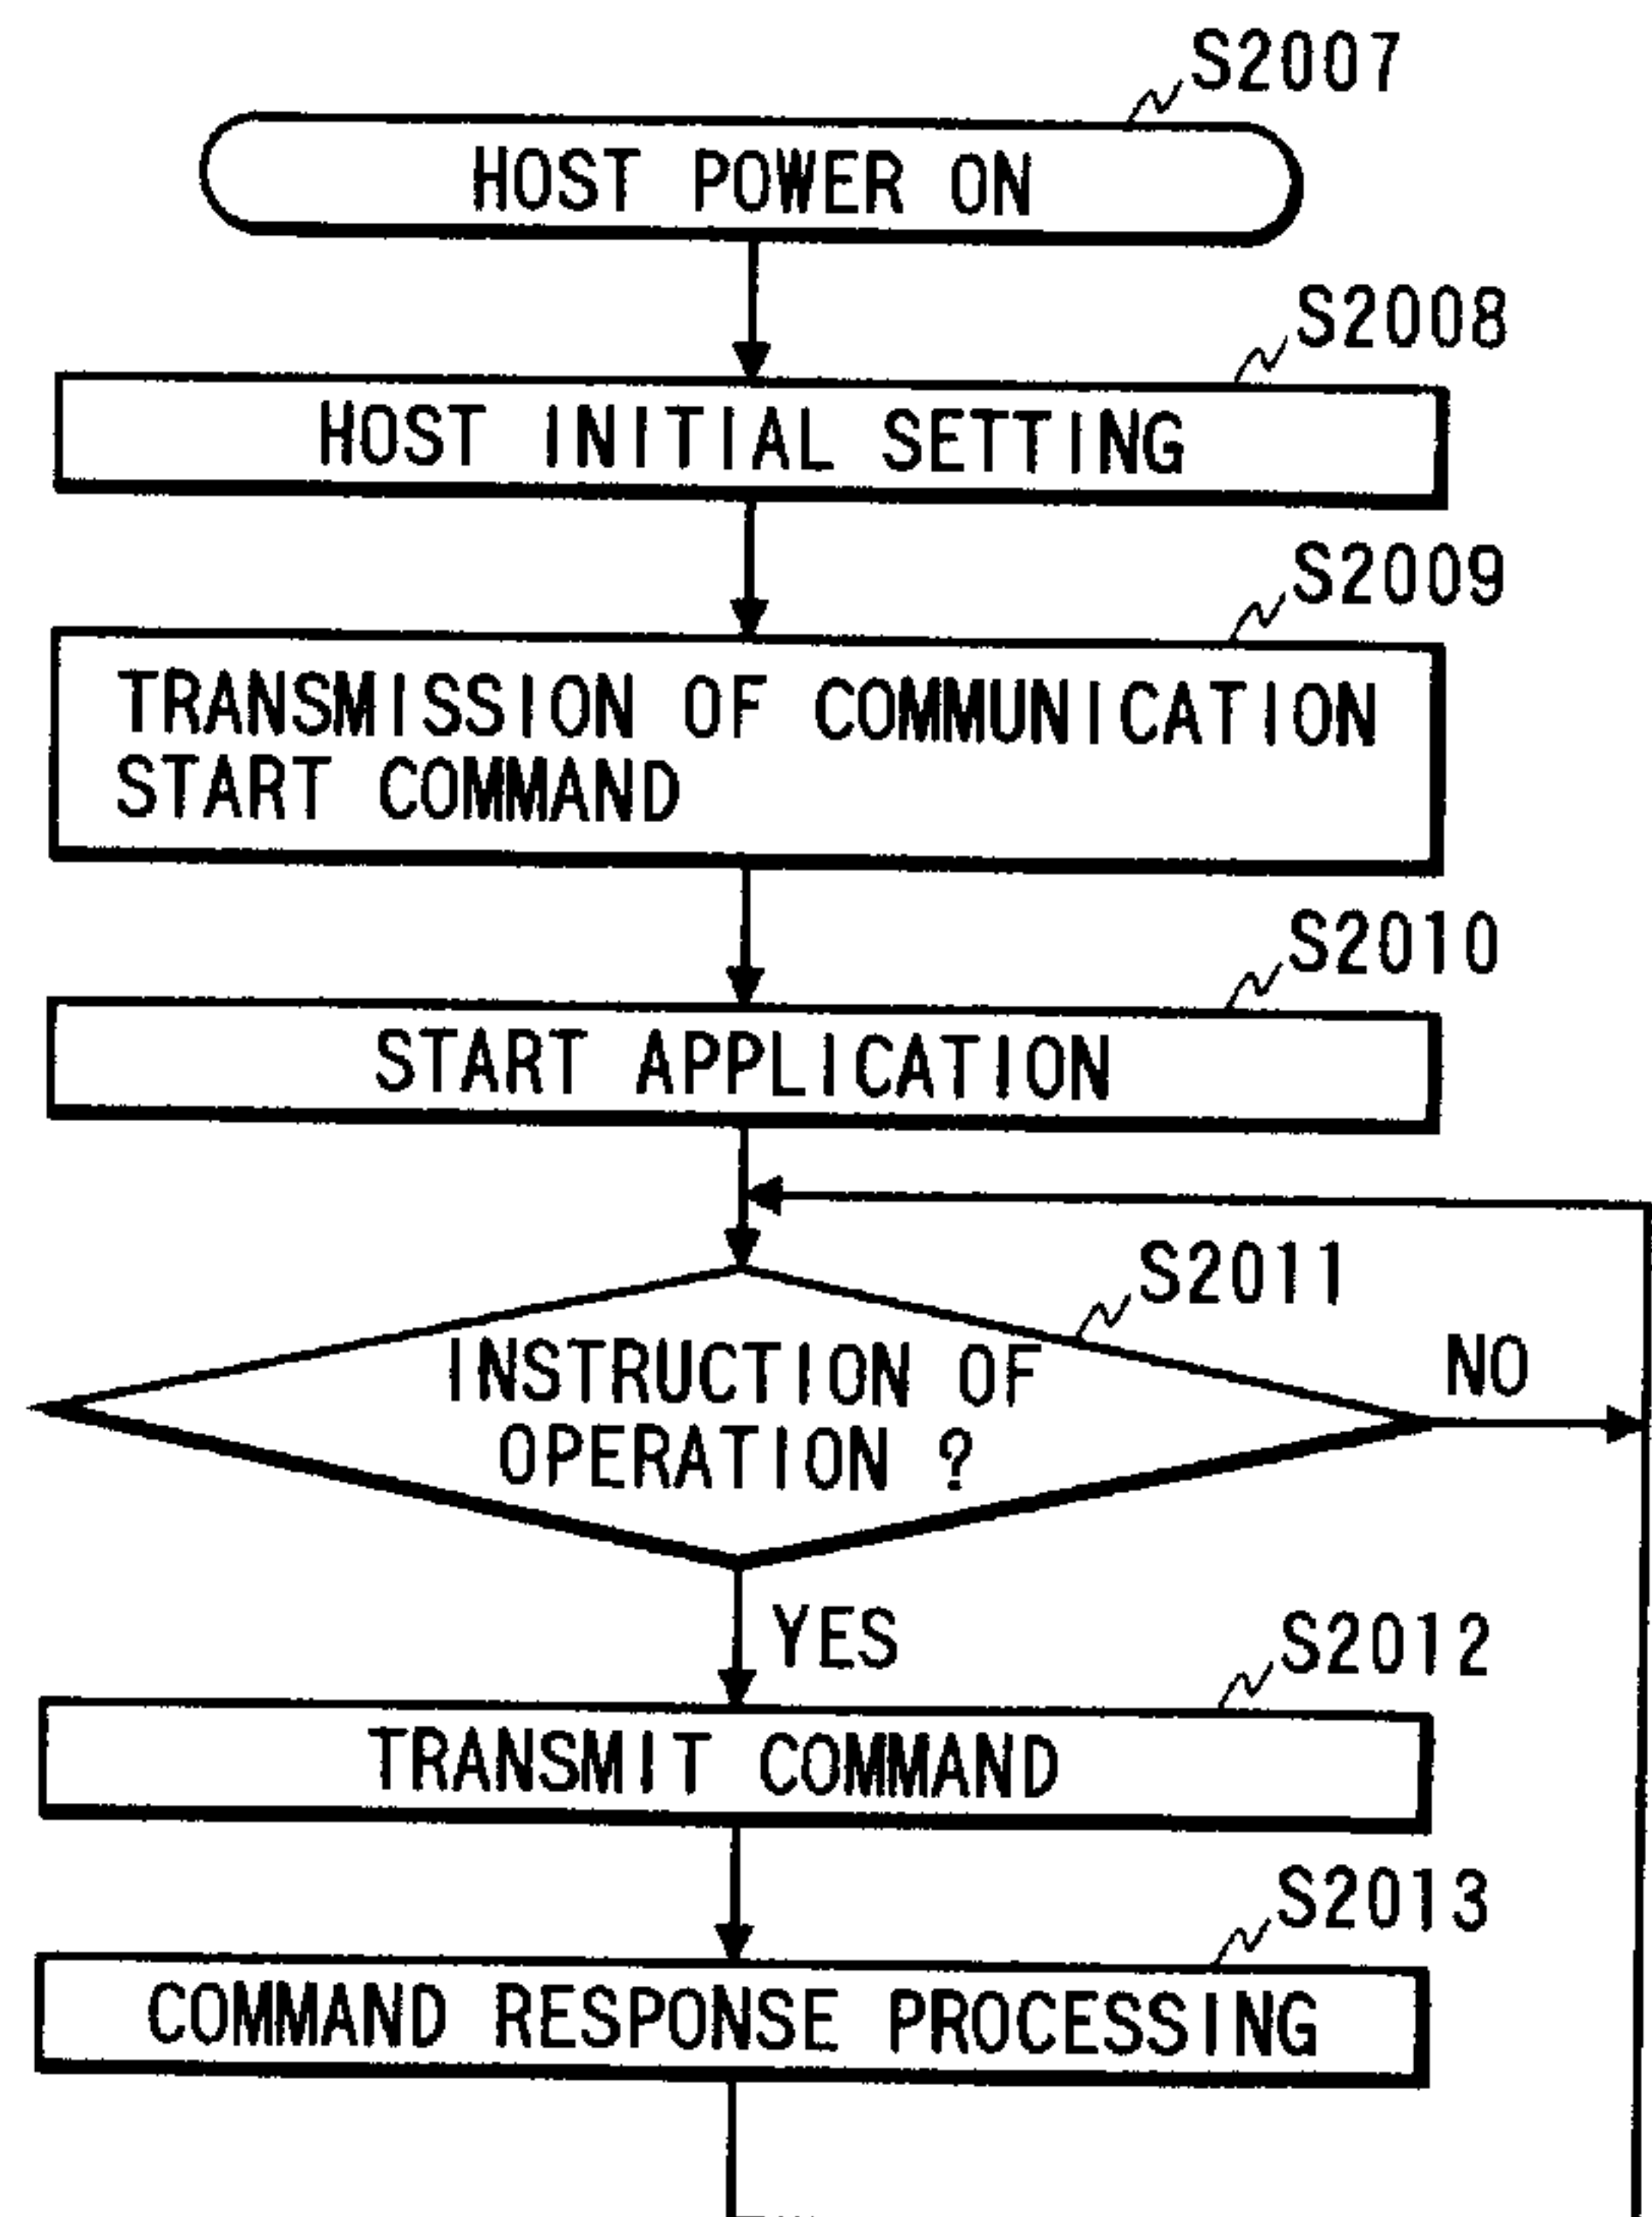 S2007
HOST POWER ON
S2008
HOST INITIAL SETTING
S2009
TRANSMISSION OF COMMUNICATION
START COMMAND
S2010
START APPLICATION
S2011
INSTRUCTION OF
OPERATION ?
NO
YES
S2012
TRANSMIT COMMAND
S2013
COMMAND RESPONSE PROCESSING